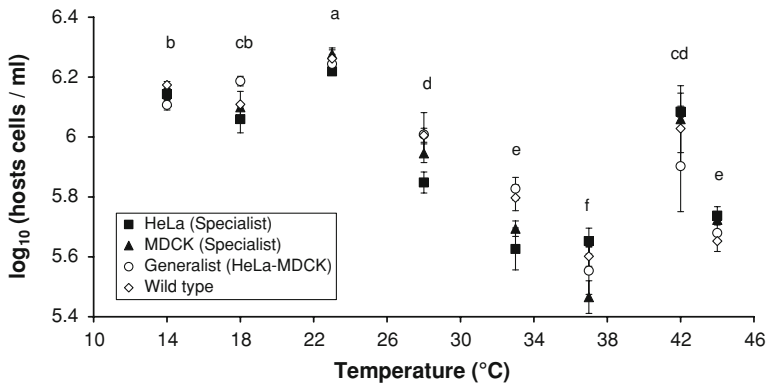 log10 (hosts cells / ml)
6.4
6.2
6
5.8
5.6
5.4
b
cb
a
d
e
f
cd
e
HeLa (Specialist)
MDCK (Specialist)
Generalist (HeLa-MDCK)
Wild type
10 14 18 22 26 30 34 38 42 46
Temperature (°C)